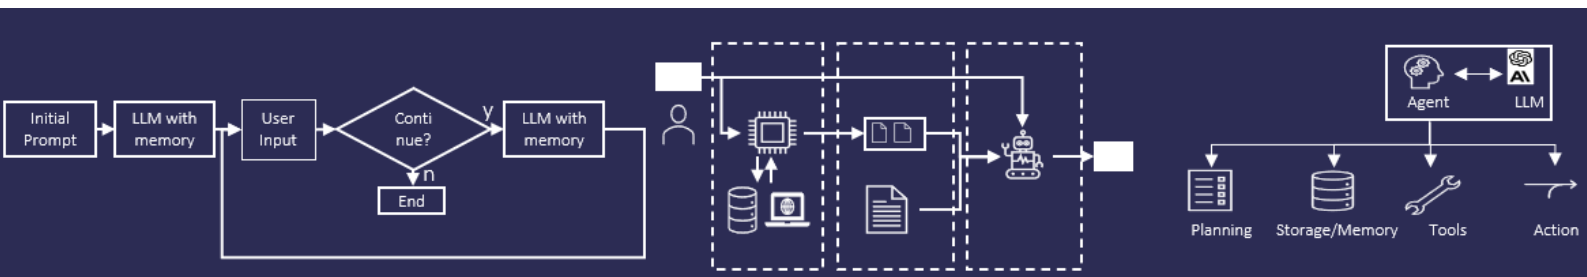 Initial
Prompt
LLM with
memory
User
Input
Conti
nue?
y
n
End
LLM with
memory
AI
Agent
LLM
Planning
Storage/Memory
Tools
Action